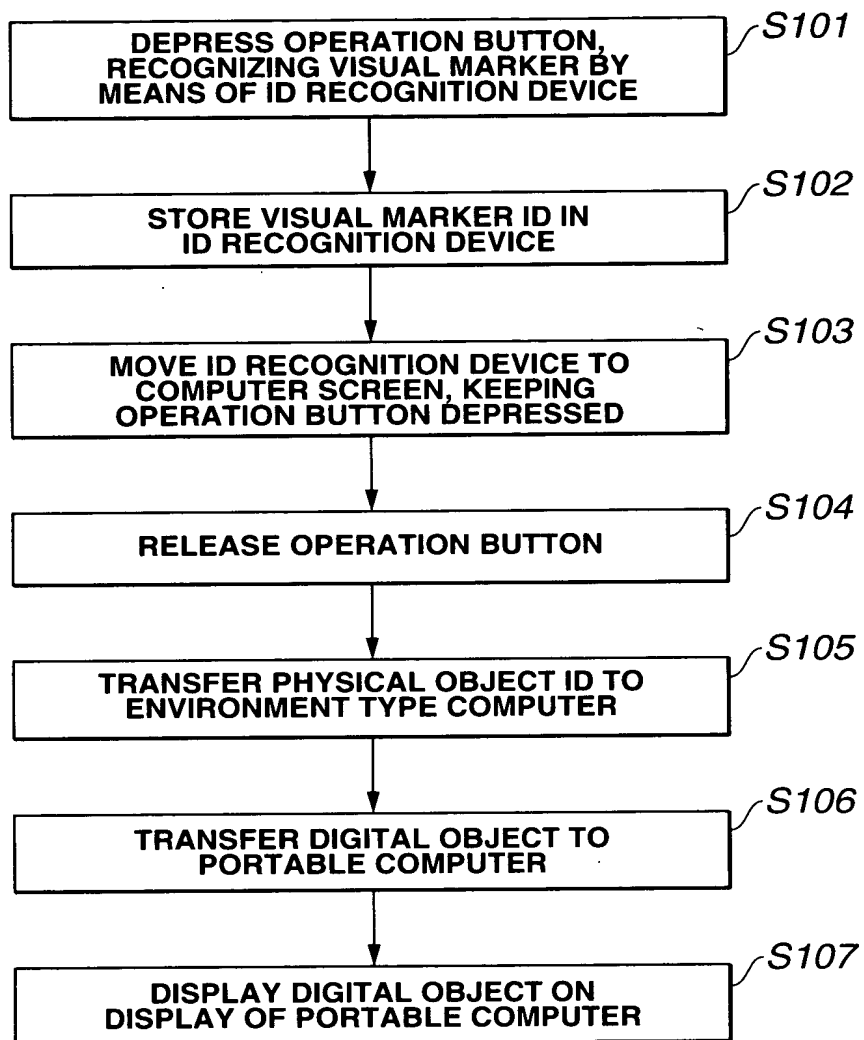 S101
DEPRESS OPERATION BUTTON,
RECOGNIZING VISUAL MARKER BY
MEANS OF ID RECOGNITION DEVICE
S102
STORE VISUAL MARKER ID IN
ID RECOGNITION DEVICE
S103
MOVE ID RECOGNITION DEVICE TO
COMPUTER SCREEN, KEEPING
OPERATION BUTTON DEPRESSED
S104
RELEASE OPERATION BUTTON
S105
TRANSFER PHYSICAL OBJECT ID TO
ENVIRONMENT TYPE COMPUTER
S106
TRANSFER DIGITAL OBJECT TO
PORTABLE COMPUTER
S107
DISPLAY DIGITAL OBJECT ON
DISPLAY OF PORTABLE COMPUTER